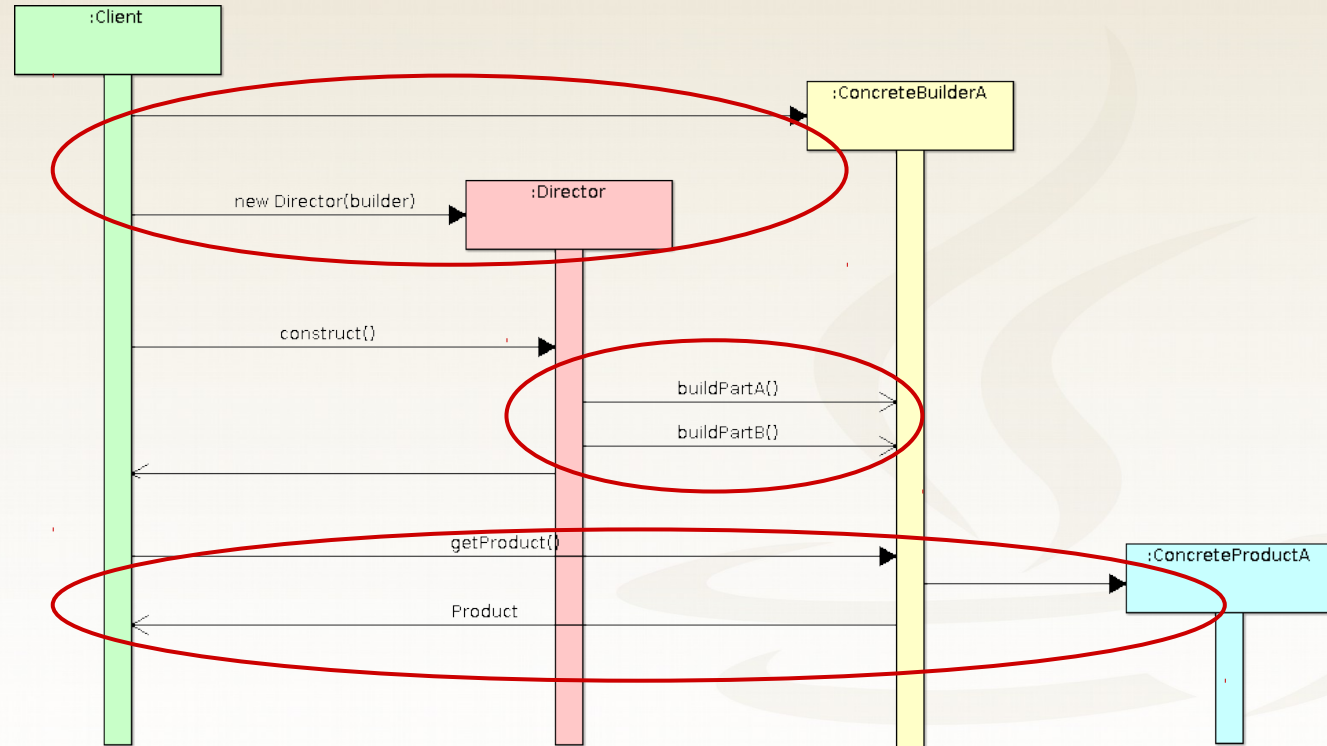 :Client
:ConcreteBuilderA
:Director
new Director(builder)
construct()
buildPartA()
buildPartB()
getProduct()
:ConcreteProductA
Product